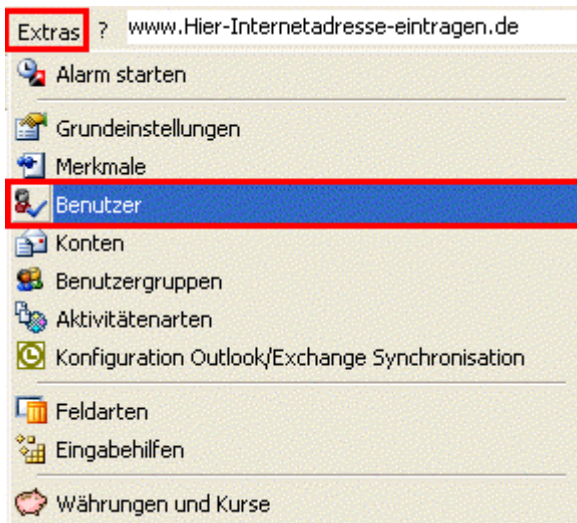 Extras ? www.Hier-Internetadresse-eintragen.de
Alarm starten
Grundeinstellungen
Merkmale
Benutzer
Konten
Benutzergruppen
Aktivitätenarten
Konfiguration Outlook/Exchange Synchronisation
Feldarten
Eingabehilfen
Währungen und Kurse